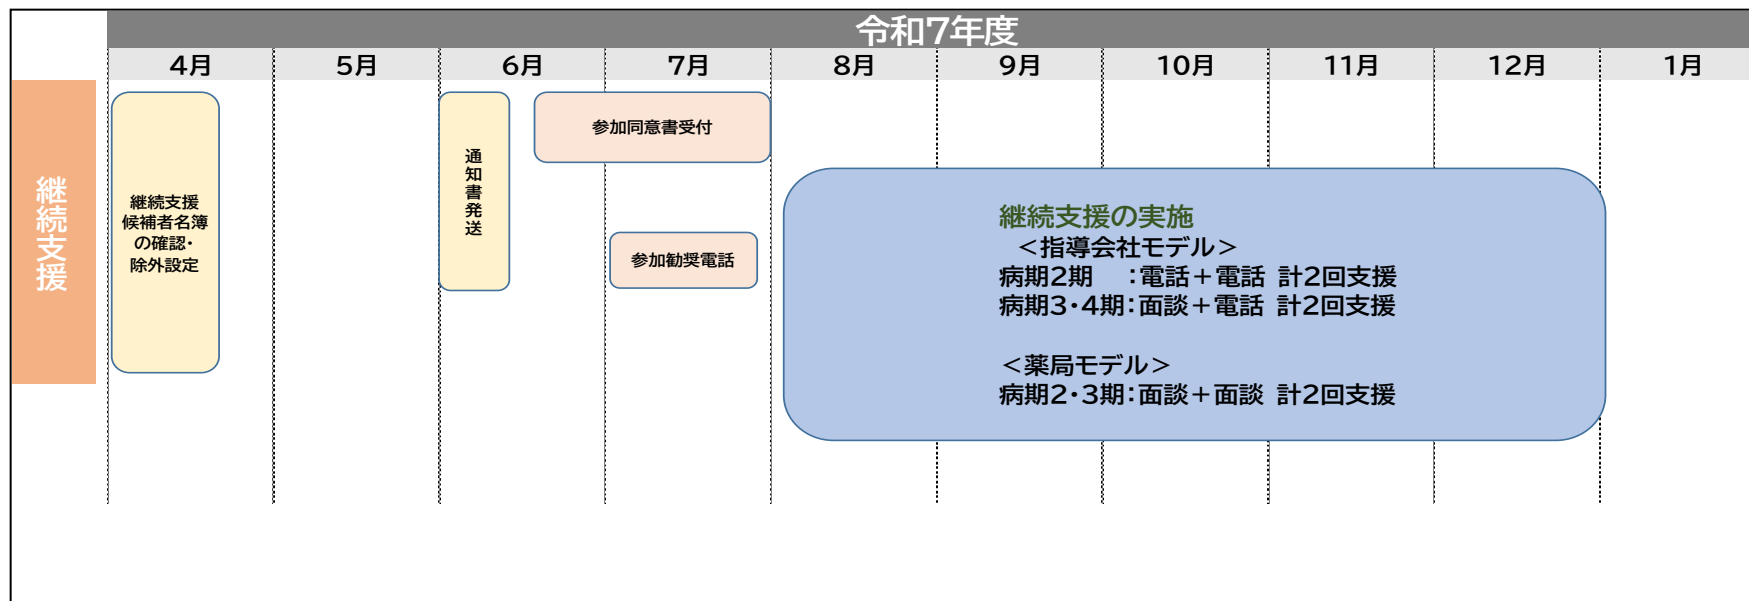 令和7年度
4月
5月
6月
7月
8月
9月
10月
11月
12月
1月
継続支援
継続支援
候補者名簿
の確認・
除外設定
通知書発送
参加同意書受付
参加勧奨電話
継続支援の実施
＜指導会社モデル＞
病期2期　：電話＋電話 計2回支援
病期3・4期：面談＋電話 計2回支援
＜薬局モデル＞
病期2・3期：面談＋面談 計2回支援